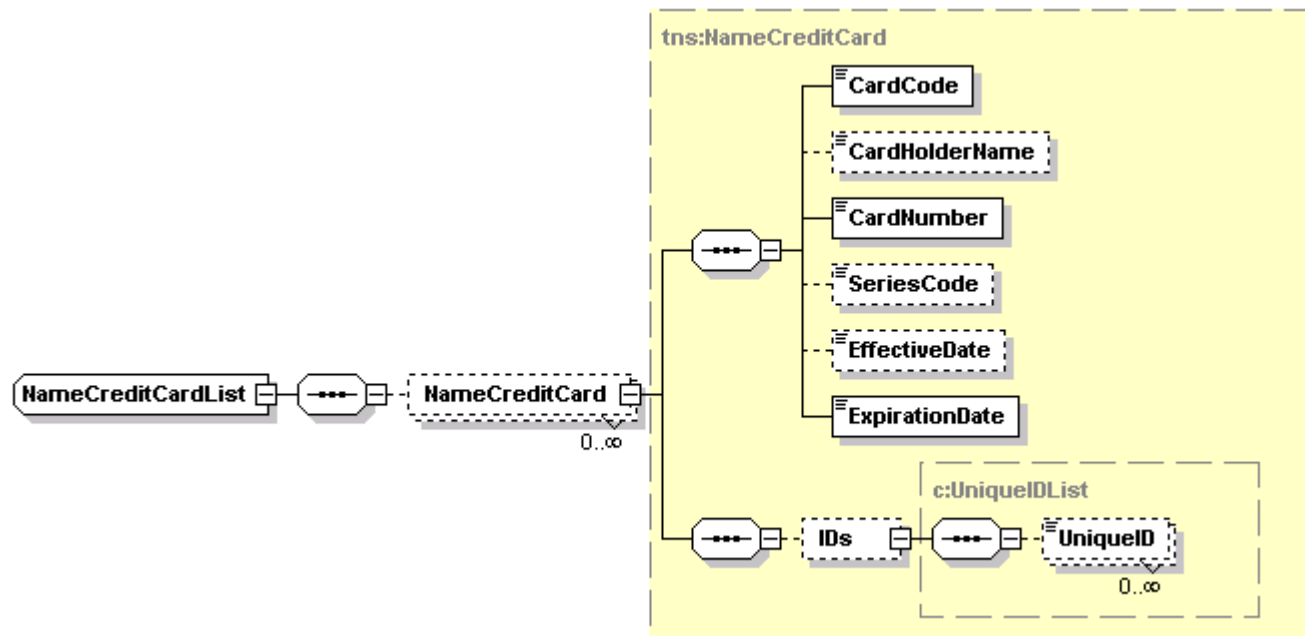 tns:NameCreditCard
CardCode
CardHolderName
CardNumber
SeriesCode
EffectiveDate
NameCreditCardList
NameCreditCard
0..∞
ExpirationDate
c:UniqueIDList
IDs
UniqueID
0..∞